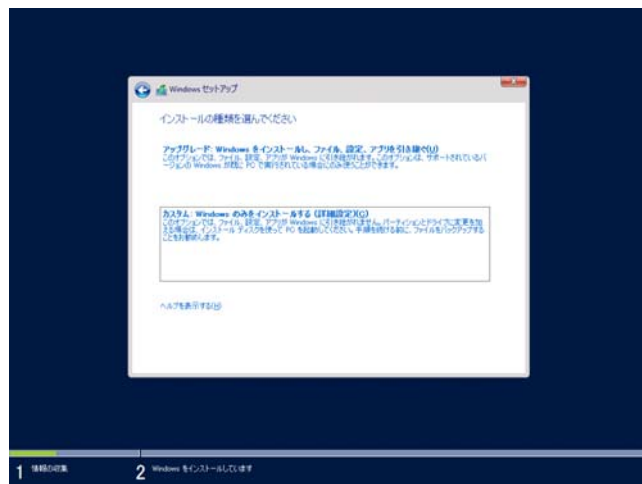 Windows セットアップ
インストールの種類を選んでください
アップグレード: Windows をインストールし、ファイル、設定、アプリを引き継ぐ(U)
このオプションでは、ファイル、設定、アプリが Windows に引き継がれます。このオプションは、サポートされているバ
ージョンの Windows が既に PC で実行されている場合にのみ使うことができます。
カスタム: Windows のみをインストールする (詳細設定)(C)
このオプションでは、ファイル、設定、アプリが Windows に引き継がれません。パーティションとドライブに変更を加
える場合は、インストール ディスクを使って PC を起動してください。手順を続ける前に、ファイルをバックアップする
ことをお勧めします。
ヘルプを表示する(H)
1 情報の収集
2 Windows をインストールしています